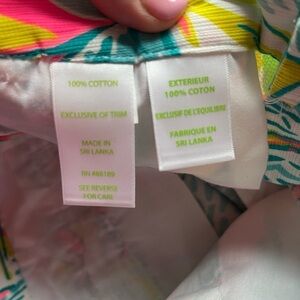 100% COTTON
EXCLUSIVE OF TRIM
MADE IN
SRI LANKA
RN #88189
SEE REVERSE
FOR CARE
EXTERIEUR
100% COTON
EXCLUSIF DE L'EQUILIBRE
FABRIQUE EN
SRI LANKA